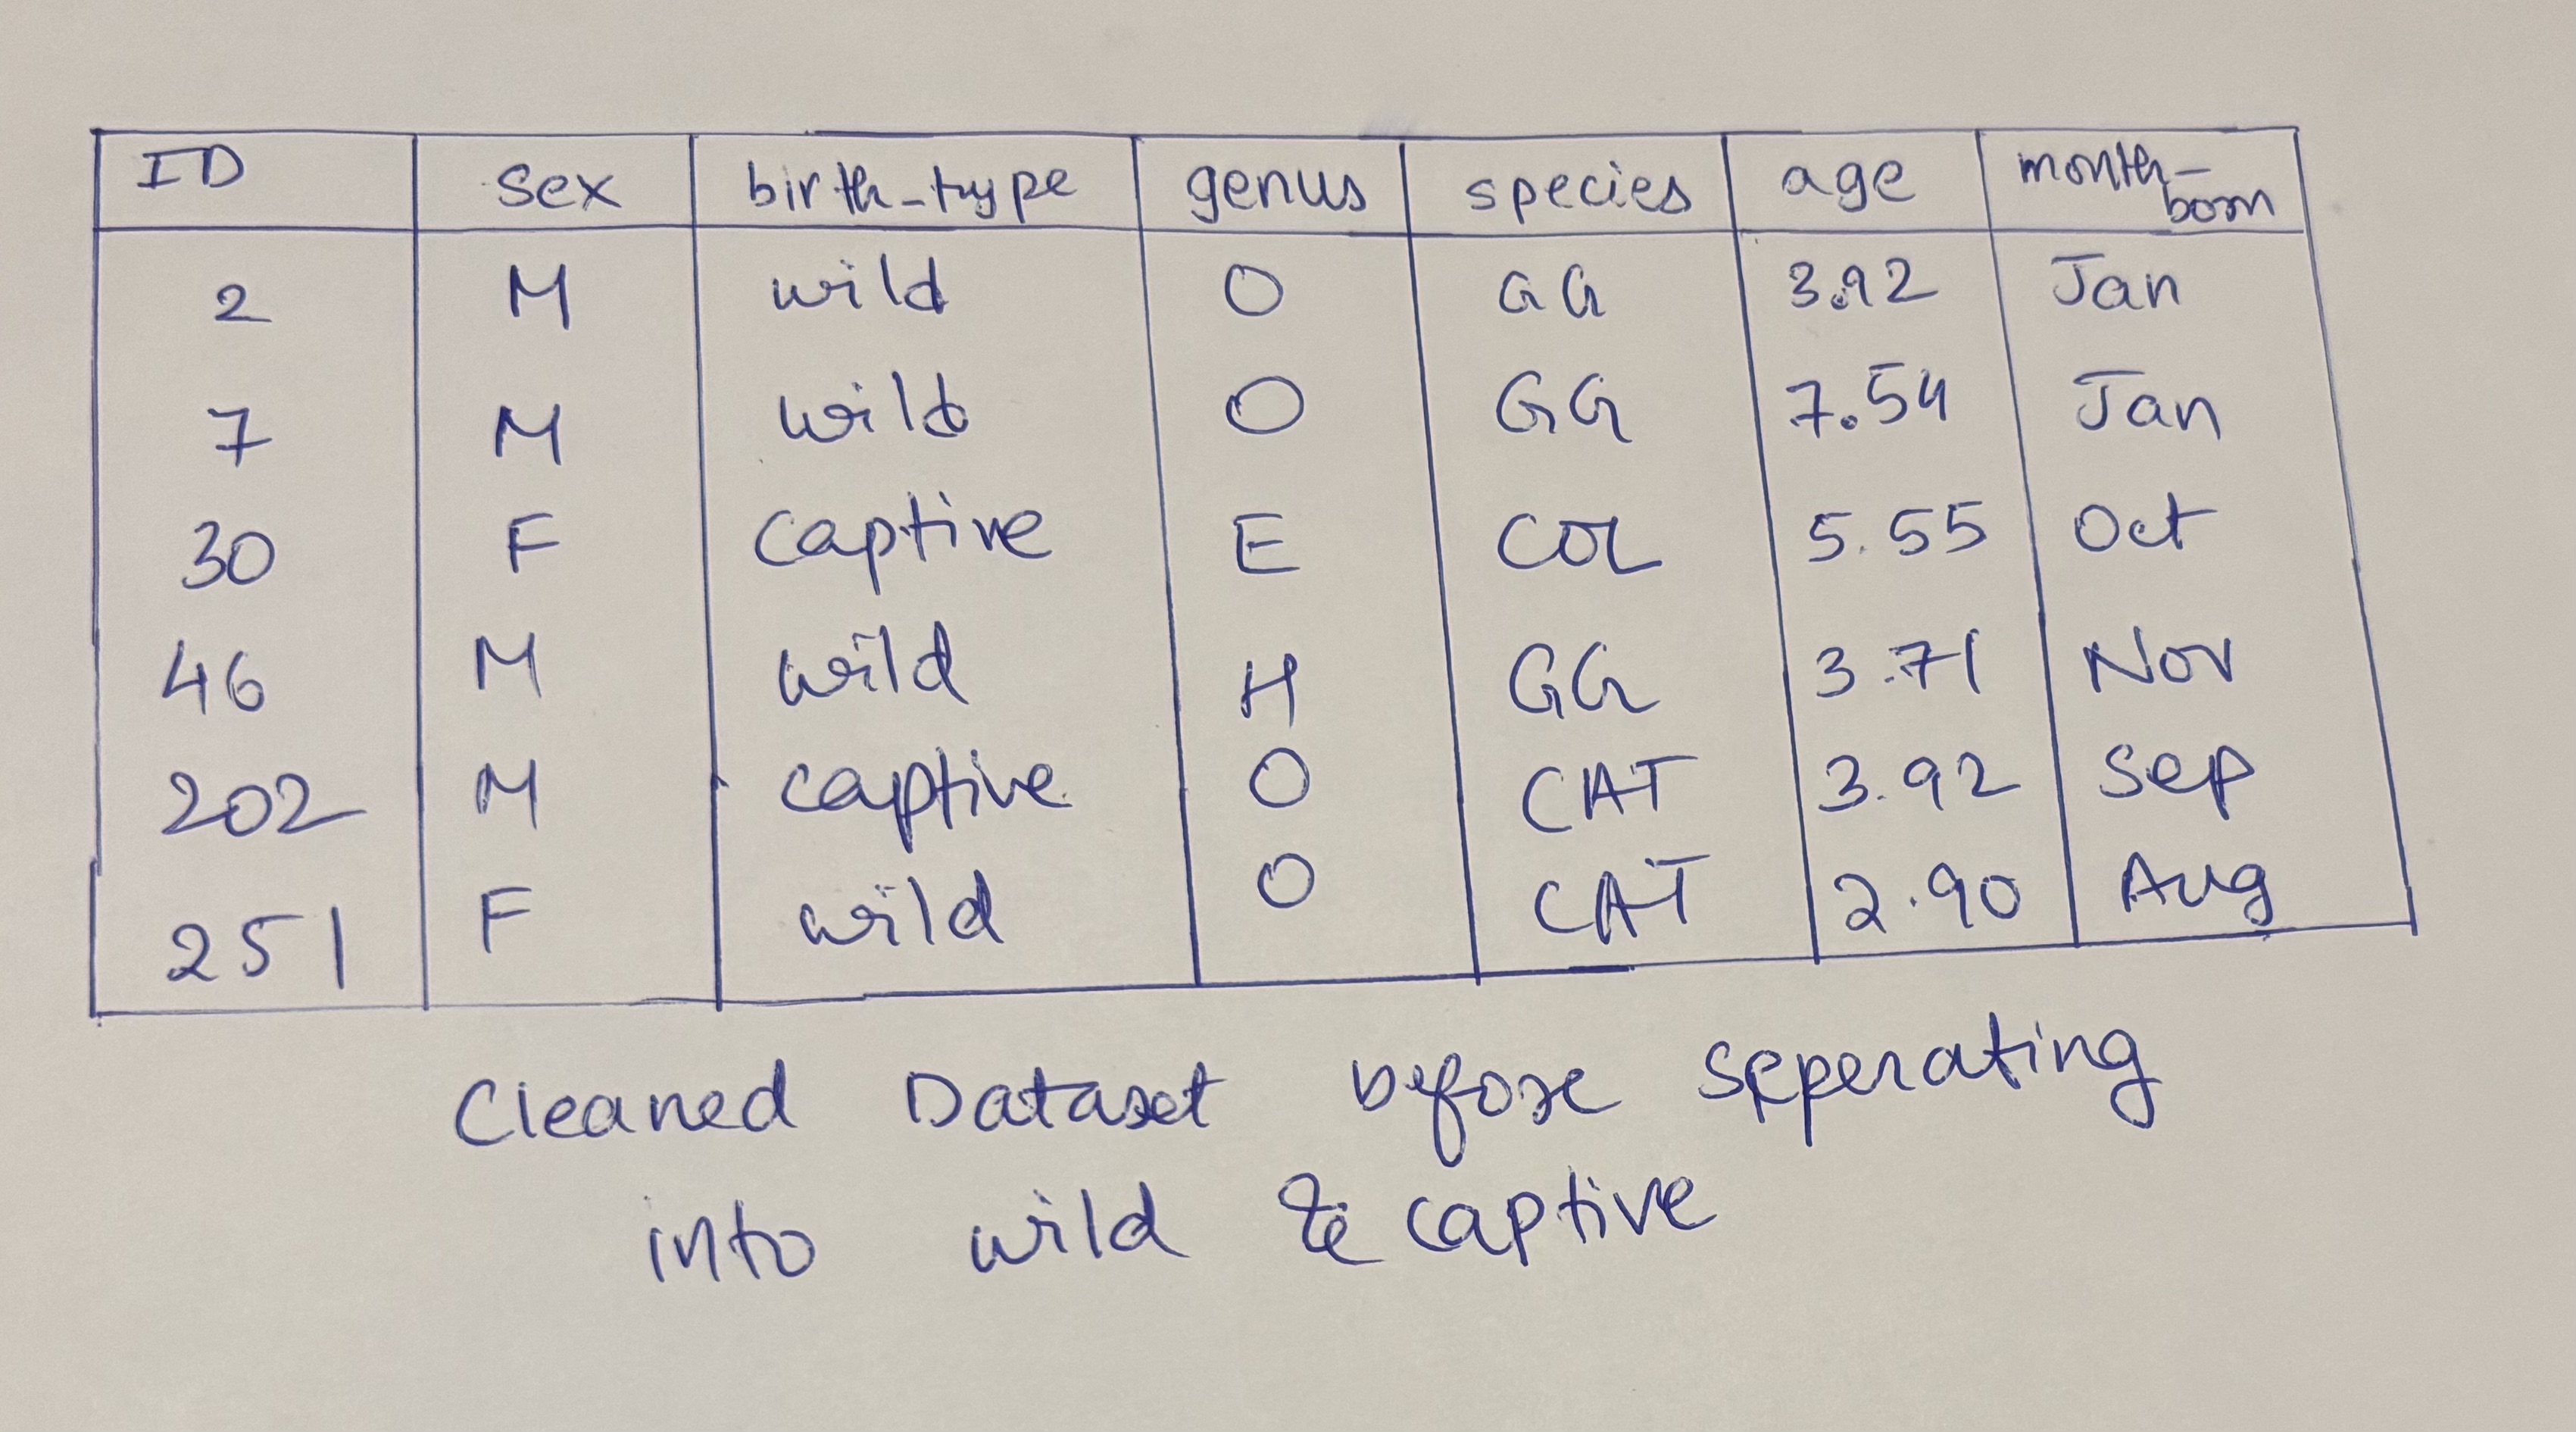 ID sex birth_type genus species age month_born
2 M wild O GG 3.92 Jan
7 M wild O GG 7.54 Jan
30 F captive E COL 5.55 Oct
46 M wild H GG 3.71 Nov
202 M captive O CAT 3.92 Sep
251 F wild O CAT 2.90 Aug
Cleaned Dataset before seperating
into wild & captive